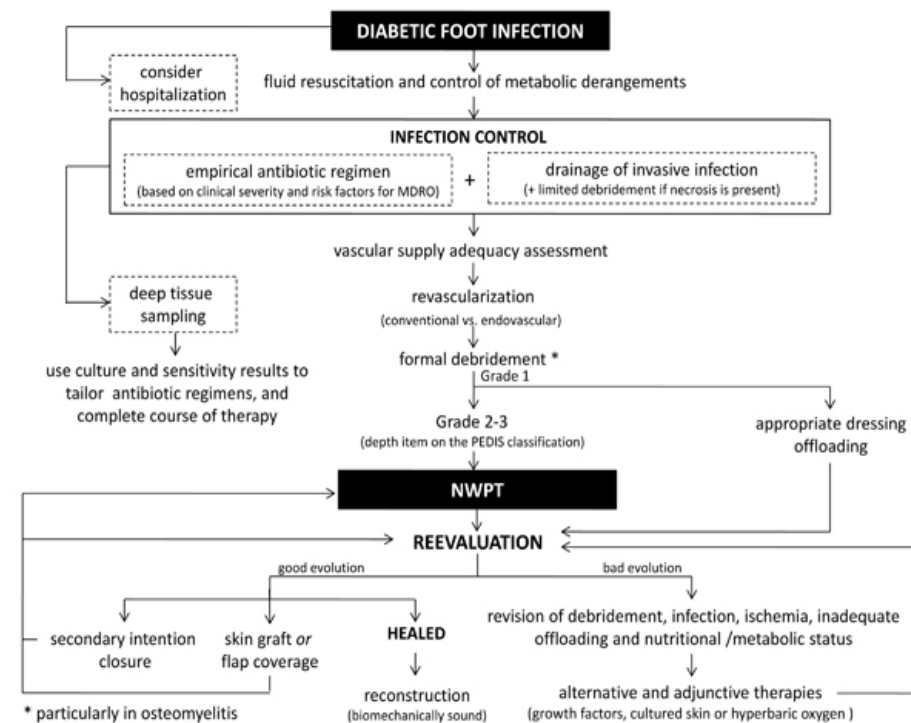 DIABETIC FOOT INFECTION
consider
hospitalization
fluid resuscitation and control of metabolic derangements
INFECTION CONTROL
empirical antibiotic regimen
(based on clinical severity and risk factors for MDRO)
+
drainage of invasive infection
(+ limited debridement if necrosis is present)
vascular supply adequacy assessment
deep tissue
sampling
revascularization
(conventional vs. endovascular)
use culture and sensitivity results to
tailor antibiotic regimens, and
complete course of therapy
formal debridement *
Grade 1
Grade 2-3
(depth item on the PEDIS classification)
appropriate dressing
offloading
NWPT
REEVALUATION
good evolution
bad evolution
secondary intention
closure
skin graft or
flap coverage
HEALED
reconstruction
(biomechanically sound)
revision of debridement, infection, ischemia, inadequate
offloading and nutritional /metabolic status
alternative and adjunctive therapies
(growth factors, cultured skin or hyperbaric oxygen )
* particularly in osteomyelitis